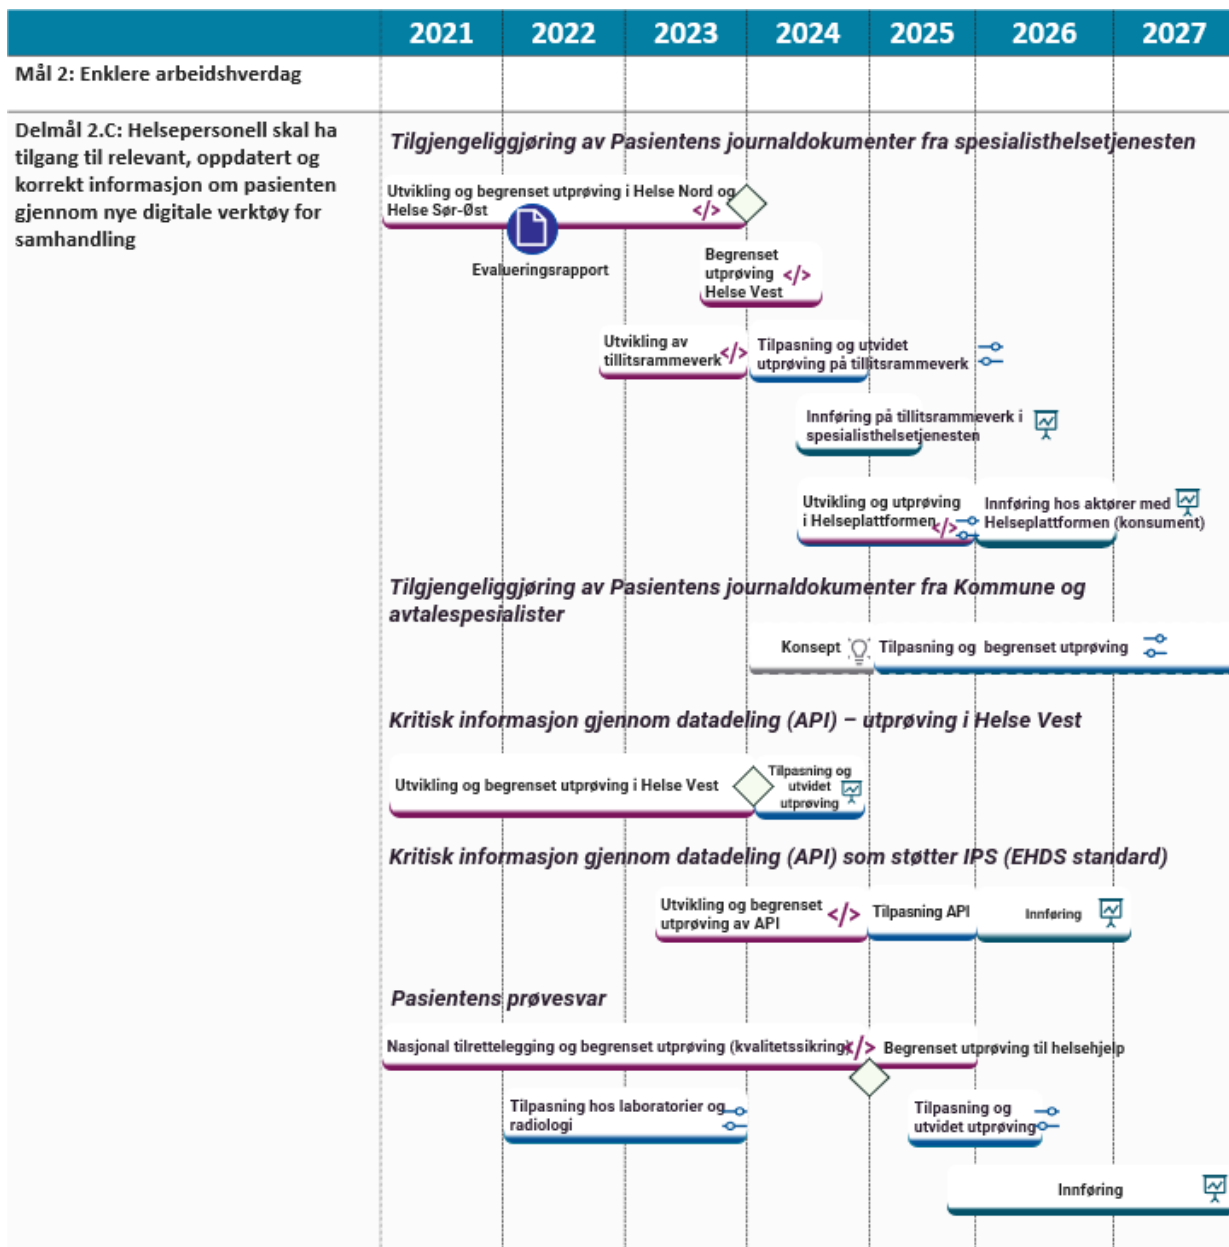 2021 2022 2023 2024 2025 2026 2027
Mål 2: Enklere arbeidshverdag
Delmål 2.C: Helsepersonell skal ha
tilgang til relevant, oppdatert og
korrekt informasjon om pasienten
gjennom nye digitale verktøy for
samhandling
Tilgjengeliggjøring av Pasientens journaldokumenter fra spesialisthelsetjenesten
Utvikling og begrenset utprøving i Helse Nord og
Helse Sør-Øst
</>
Evalueringsrapport
Begrenset
utprøving
Helse Vest
</>
Utvikling av
tillitsrammeverk
</>
Tilpasning og utvidet
utprøving på tillitsrammeverk
Innføring på tillitsrammeverk i
spesialisthelsetjenesten
Utvikling og utprøving
i Helseplattformen
</>
Innføring hos aktører med
Helseplattformen (konsument)
Tilgjengeliggjøring av Pasientens journaldokumenter fra Kommune og
avtalespesialister
Konsept
Tilpasning og begrenset utprøving
Kritisk informasjon gjennom datadeling (API) – utprøving i Helse Vest
Utvikling og begrenset utprøving i Helse Vest
Tilpasning og
utvidet
utprøving
Kritisk informasjon gjennom datadeling (API) som støtter IPS (EHDS standard)
Utvikling og begrenset
utprøving av API
</>
Tilpasning API
Innføring
Pasientens prøvesvar
Nasjonal tilrettelegging og begrenset utprøving (kvalitetssikring)
</>
Begrenset utprøving til helsehjelp
Tilpasning hos laboratorier og
radiologi
Tilpasning og
utvidet utprøving
Innføring